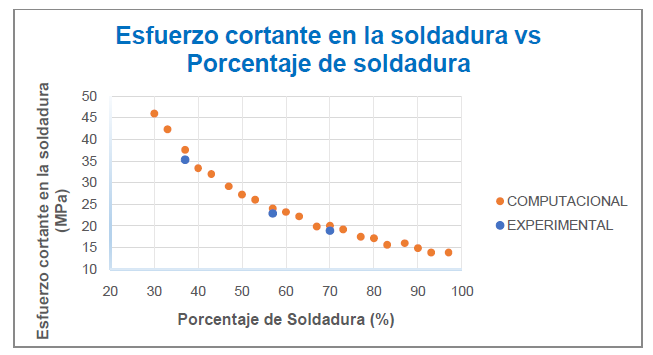 Esfuerzo cortante en la soldadura vs
Porcentaje de soldadura
Esfuerzo cortante en la soldadura
(MPa)
50
45
40
35
30
25
20
15
10
20 30 40 50 60 70 80 90 100
Porcentaje de Soldadura (%)
COMPUTACIONAL
EXPERIMENTAL